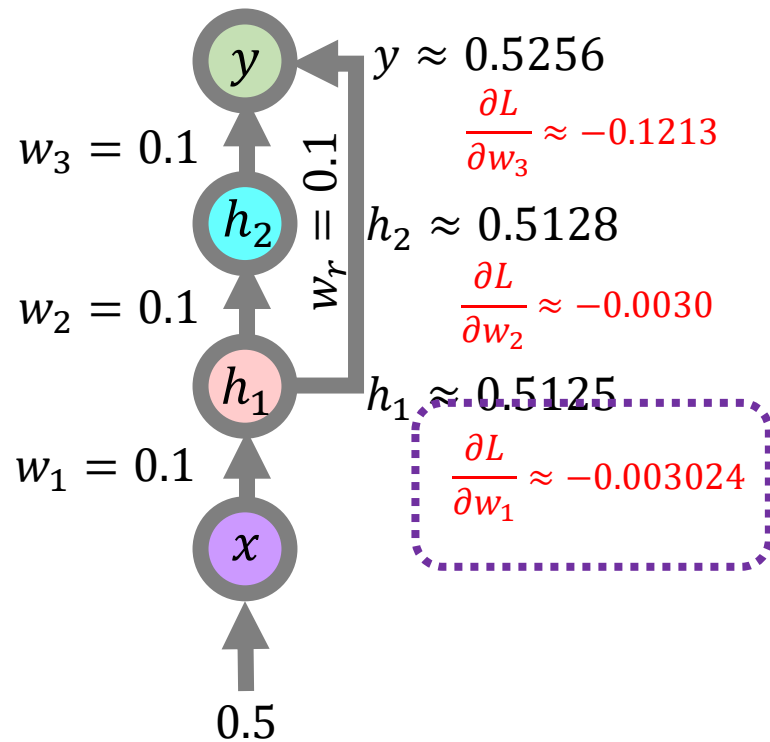 y
y ≈ 0.5256
∂L/∂w₃ ≈ −0.1213
w₃ = 0.1
wᵣ = 0.1
h₂
h₂ ≈ 0.5128
∂L/∂w₂ ≈ −0.0030
w₂ = 0.1
h₁
h₁ ≈ 0.5125
∂L/∂w₁ ≈ −0.003024
w₁ = 0.1
x
0.5